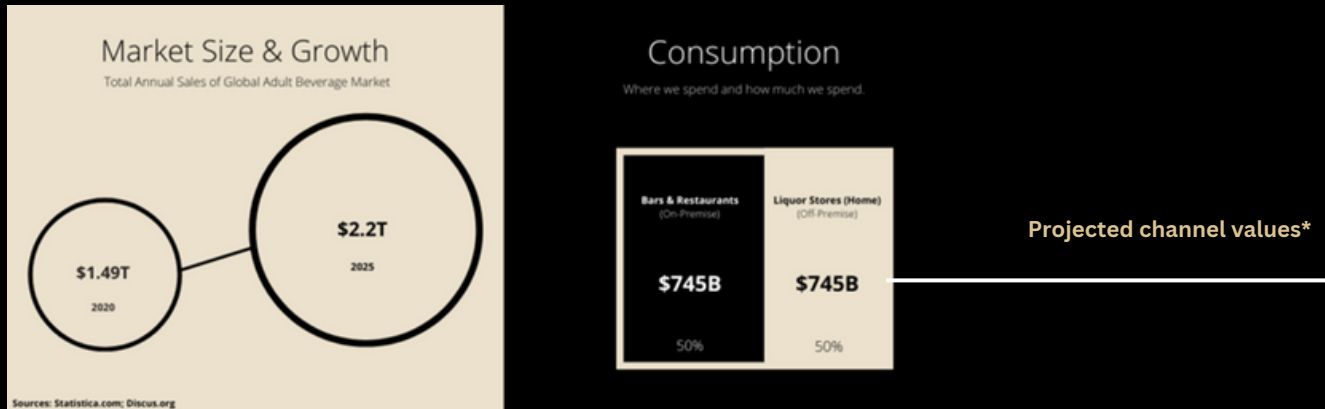 Market Size & Growth
Total Annual Sales of Global Adult Beverage Market
$1.49T
2020
$2.2T
2025
Sources: Statistica.com; Discus.org
Consumption
Where we spend and how much we spend.
Bars & Restaurants
(On-Premise)
$745B
50%
Liquor Stores (Home)
(Off-Premise)
$745B
50%
Projected channel values*